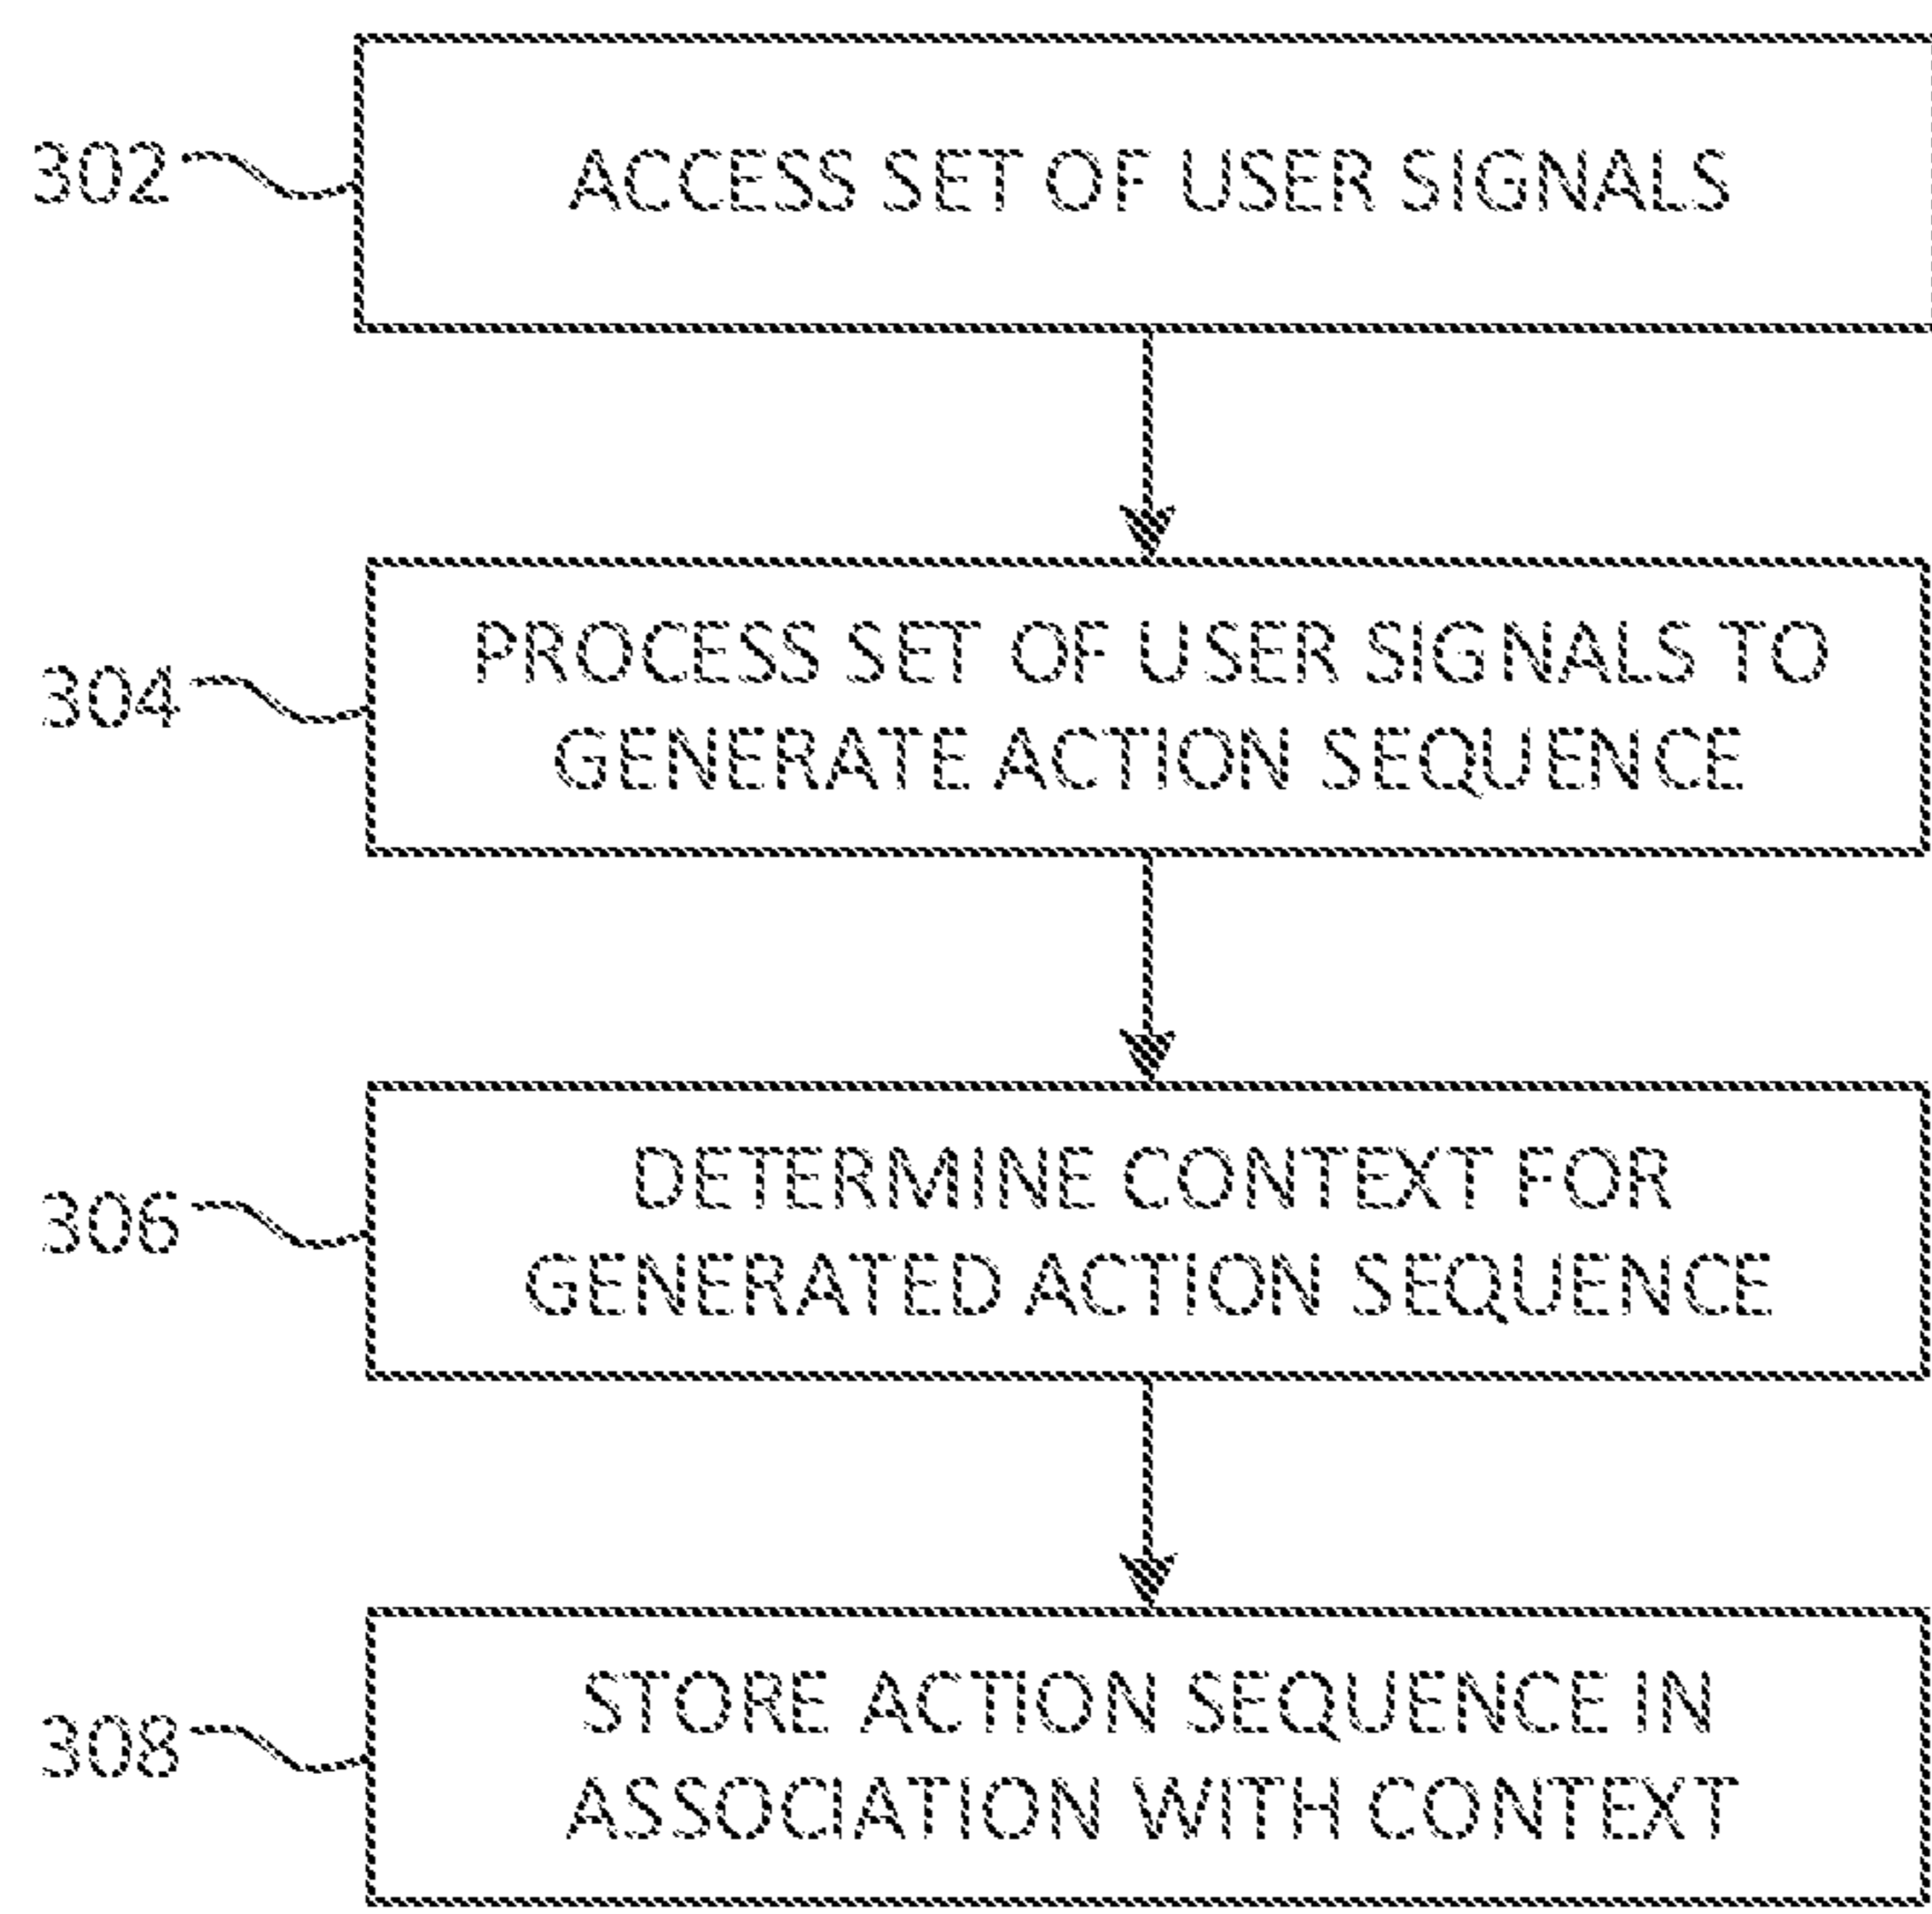 302
ACCESS SET OF USER SIGNALS
304
PROCESS SET OF USER SIGNALS TO
GENERATE ACTION SEQUENCE
306
DETERMINE CONTEXT FOR
GENERATED ACTION SEQUENCE
308
STORE ACTION SEQUENCE IN
ASSOCIATION WITH CONTEXT